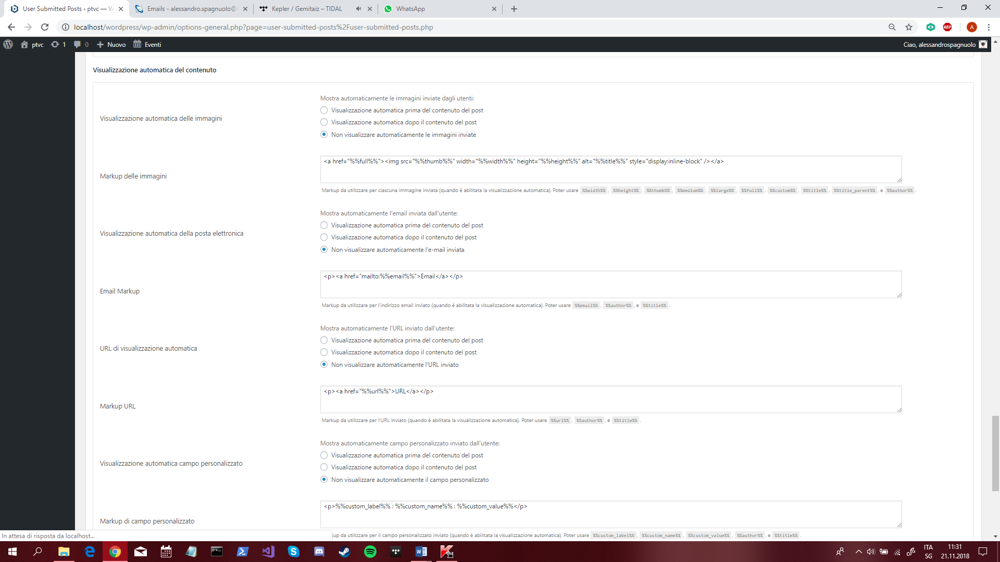 User Submitted Posts ‹ ptvc — W
Emails - alessandro.spagnuolo@s
Kepler / Gemitaiz – TIDAL
WhatsApp
localhost/wordpress/wp-admin/options-general.php?page=user-submitted-posts%2Fuser-submitted-posts.php
ABP
A
ptvc
1
0
Nuovo
Eventi
Ciao, alessandrospagnuolo
Visualizzazione automatica del contenuto
Mostra automaticamente le immagini inviate dagli utenti:
Visualizzazione automatica delle immagini
Visualizzazione automatica prima del contenuto del post
Visualizzazione automatica dopo il contenuto del post
Non visualizzare automaticamente le immagini inviate
Markup delle immagini
<a href="%%full%%"><img src="%%thumb%%" width="%%width%%" height="%%height%%" alt="%%title%%" style="display:inline-block" /></a>
Markup da utilizzare per ciascuna immagine inviata (quando è abilitata la visualizzazione automatica). Poter usare %%width%%, %%height%%, %%thumb%%, %%medium%%, %%large%%, %%full%%, %%custom%%, %%title%%, %%title_parent%%, e %%author%%.
Mostra automaticamente l'email inviata dall'utente:
Visualizzazione automatica della posta elettronica
Visualizzazione automatica prima del contenuto del post
Visualizzazione automatica dopo il contenuto del post
Non visualizzare automaticamente l'e-mail inviata
Email Markup
<p><a href="mailto:%%email%%">Email</a></p>
Markup da utilizzare per l'indirizzo email inviato (quando è abilitata la visualizzazione automatica). Poter usare %%email%%, %%author%%, e %%title%%.
Mostra automaticamente l'URL inviato dall'utente:
URL di visualizzazione automatica
Visualizzazione automatica prima del contenuto del post
Visualizzazione automatica dopo il contenuto del post
Non visualizzare automaticamente l'URL inviato
Markup URL
<p><a href="%%url%%">URL</a></p>
Markup da utilizzare per l'URL inviato (quando è abilitata la visualizzazione automatica). Poter usare %%url%%, %%author%%, e %%title%%.
Mostra automaticamente campo personalizzato inviato dall'utente:
Visualizzazione automatica campo personalizzato
Visualizzazione automatica prima del contenuto del post
Visualizzazione automatica dopo il contenuto del post
Non visualizzare automaticamente il campo personalizzato
Markup di campo personalizzato
<p>%%custom_label%% : %%custom_name%% : %%custom_value%%</p>
up da utilizzare per il campo personalizzato inviato (quando è abilitata la visualizzazione automatica). Poter usare %%custom_label%%, %%custom_name%%, %%custom_value%%, %%author%%, e %%title%%.
In attesa di risposta da localhost...
ITA
SG
11:31
21.11.2018